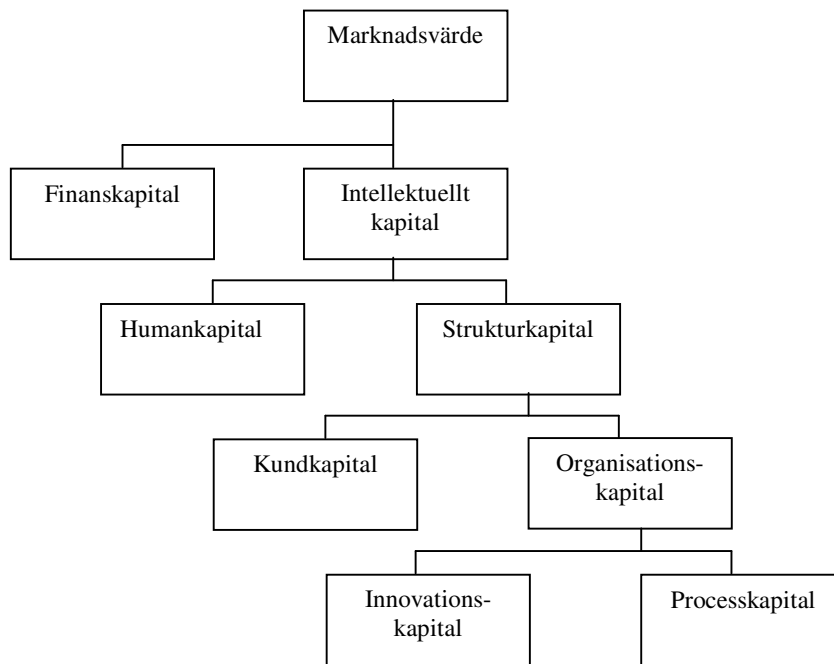 Marknadsvärde
Finanskapital
Intellektuellt
kapital
Humankapital
Strukturkapital
Kundkapital
Organisations-
kapital
Innovations-
kapital
Processkapital